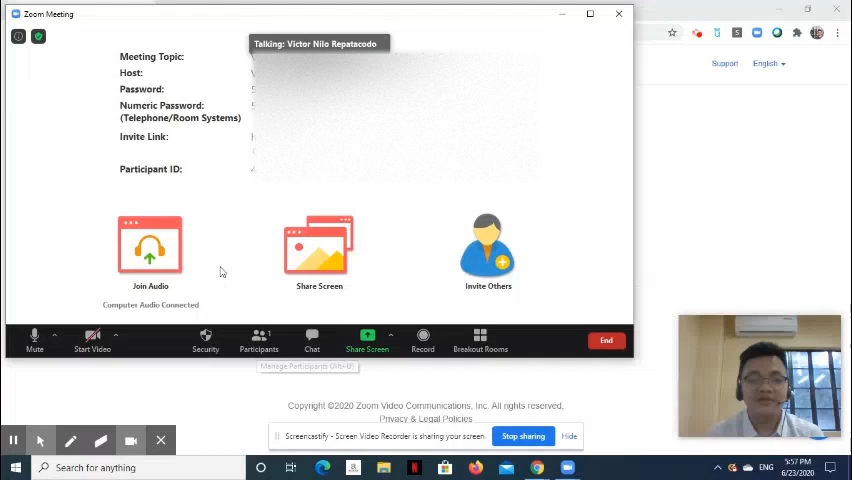 Zoom Meeting
Talking: Victor Nilo Repatacodo
Support English
Meeting Topic:
Host:
Password:
Numeric Password:
(Telephone/Room Systems)
Invite Link:
Participant ID:
Join Audio
Share Screen
Invite Others
Computer Audio Connected
Mute
Start Video
Security
Participants 1
Chat
Share Screen
Record
Breakout Rooms
End
Manage Participants (Alt+U)
Copyright ©2020 Zoom Video Communications, Inc. All rights reserved.
Privacy & Legal Policies
Screencastify - Screen Video Recorder is sharing your screen.
Stop sharing
Hide
Search for anything
ENG
5:57 PM
6/23/2020